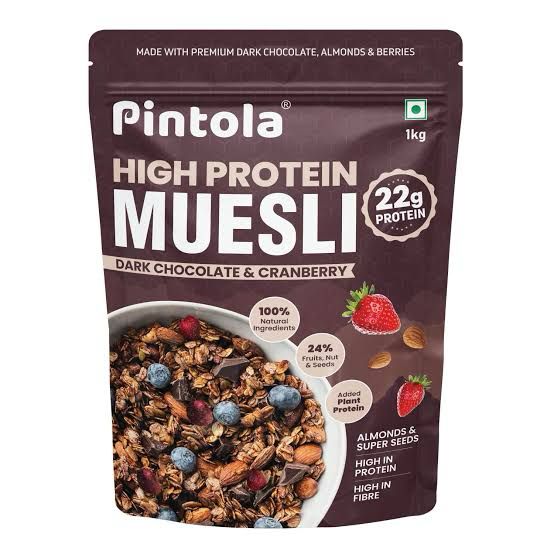 MADE WITH PREMIUM DARK CHOCOLATE, ALMONDS & BERRIES
Pintola®
1kg
HIGH PROTEIN
MUESLI
22g
PROTEIN
DARK CHOCOLATE & CRANBERRY
100%
Natural
Ingredients
24%
Fruits, Nut
& Seeds
Added
Plant
Protein
ALMONDS &
SUPER SEEDS
HIGH IN
PROTEIN
HIGH IN
FIBRE